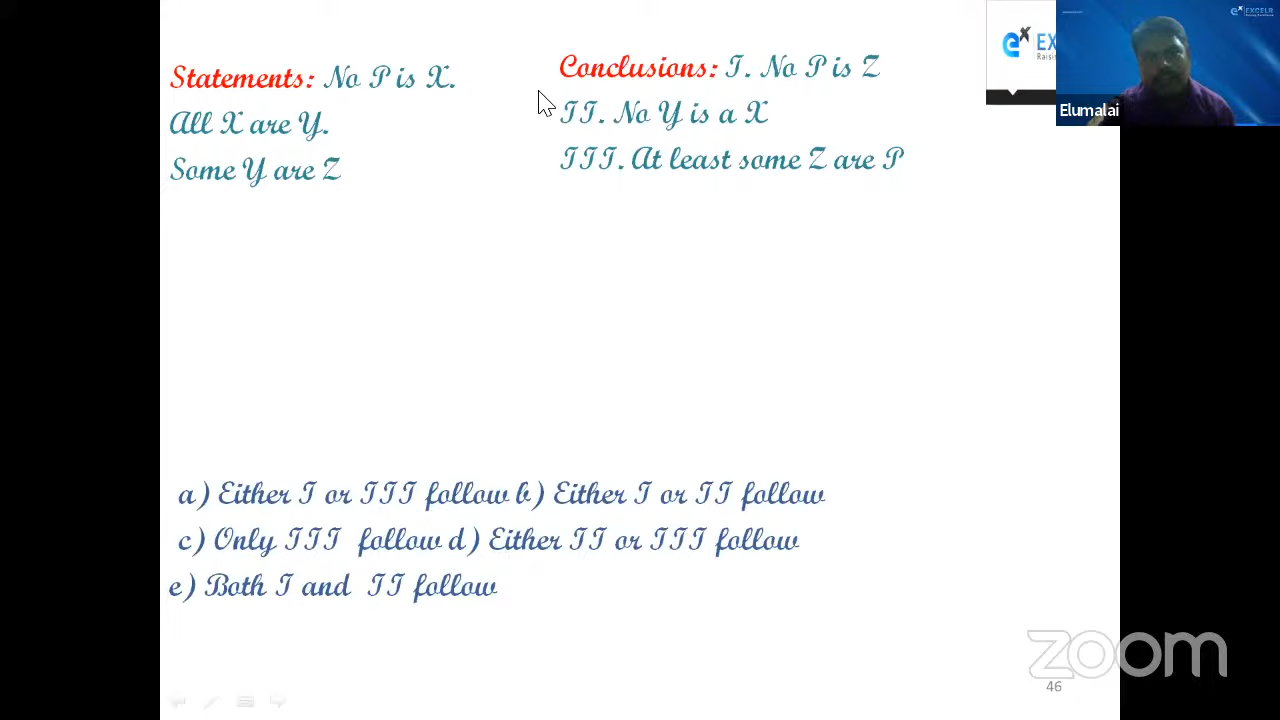 Statements: No P is X.
All X are Y.
Some Y are Z
Conclusions: I. No P is Z
II. No Y is a X
III. At least some Z are P
EXCELR
Elumalai
a) Either I or III follow b) Either I or II follow
c) Only III follow d) Either II or III follow
e) Both I and II follow
zoom
46